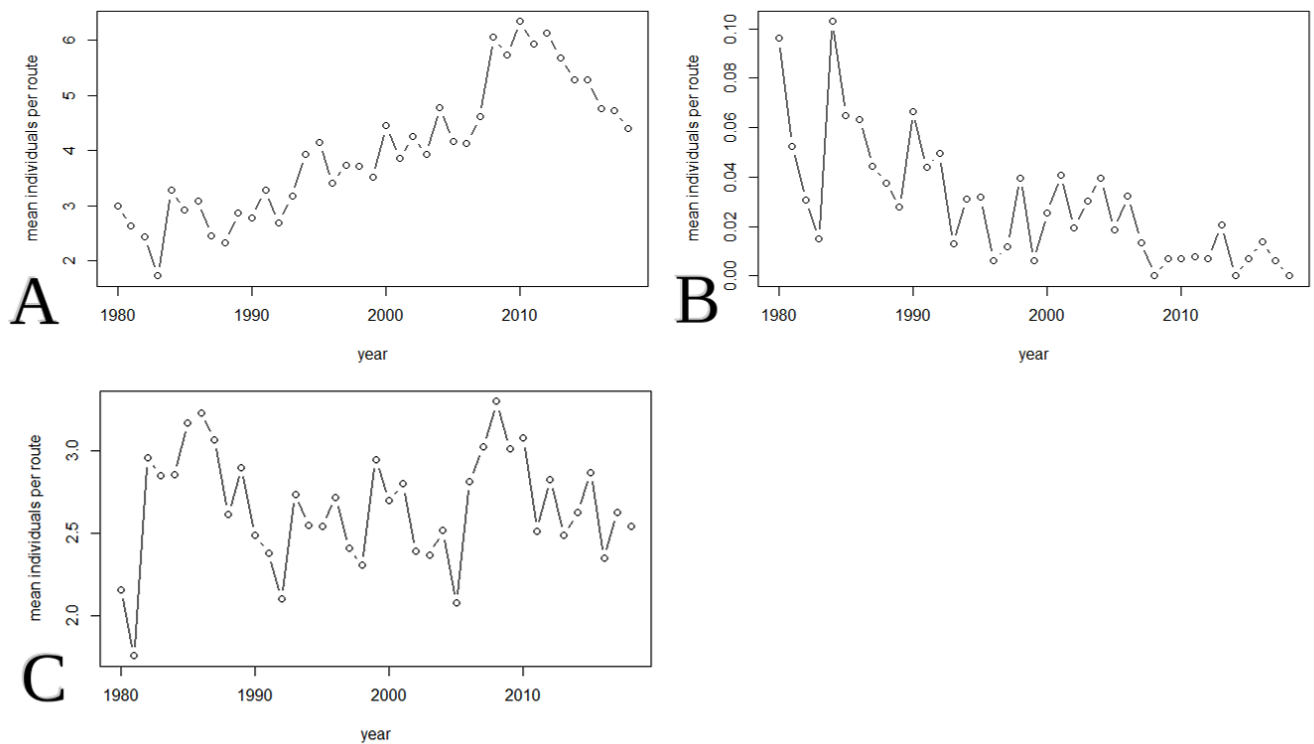 A
mean individuals per route
6
5
4
3
2
1980 1990 2000 2010
year
B
mean individuals per route
0.10
0.08
0.06
0.04
0.02
0.00
1980 1990 2000 2010
year
C
mean individuals per route
3.0
2.5
2.0
1980 1990 2000 2010
year